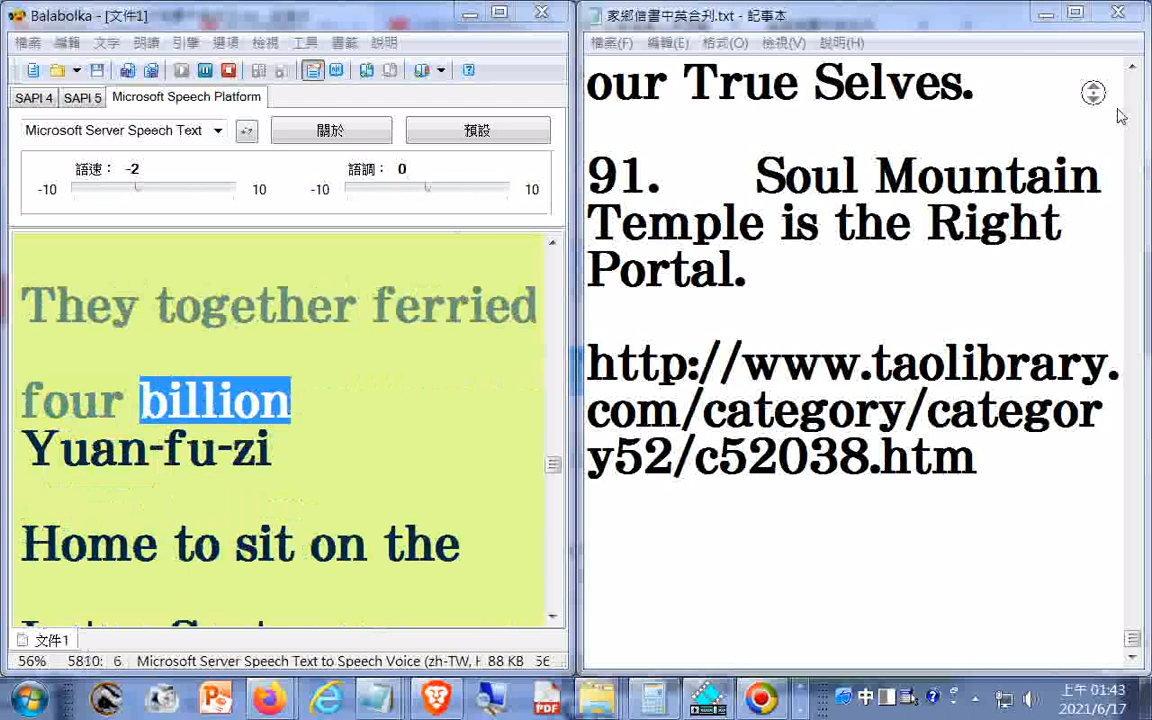 Balabolka - [文件1]
檔案 編輯 文字 朗讀 引擎 選項 檢視 工具 書籤 說明
SAPI 4 SAPI 5 Microsoft Speech Platform
Microsoft Server Speech Text 關於 預設
語速： -2 語調： 0
-10 10 -10 10
They together ferried
four billion
Yuan-fu-zi
Home to sit on the
文件1
56% 5810: 6 Microsoft Server Speech Text to Speech Voice (zh-TW, H 88 KB 56
家鄉信書中英合刋.txt - 記事本
檔案(F) 編輯(E) 格式(O) 檢視(V) 說明(H)
our True Selves.
91. Soul Mountain
Temple is the Right
Portal.
http://www.taolibrary.
com/category/categor
y52/c52038.htm
中
上午 01:43
2021/6/17